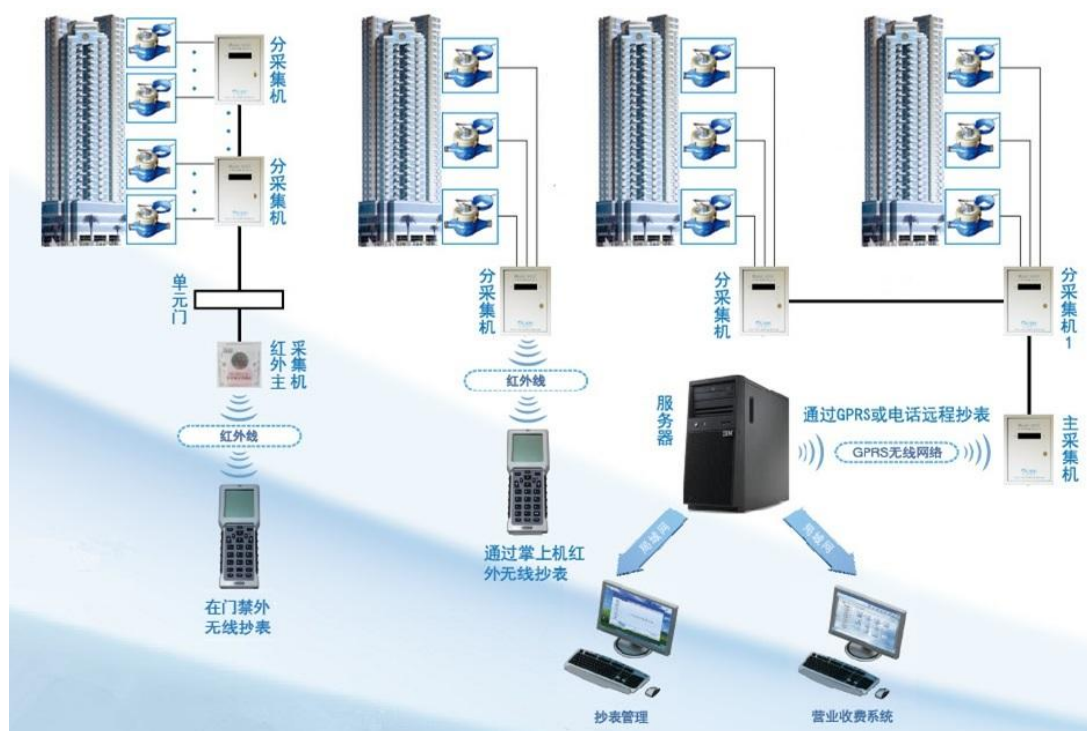 分采集机
分采集机
单元门
红外主
采集机
红外线
在门禁外
无线抄表
分采集机
红外线
通过掌上机红
外无线抄表
分采集机
分采集机1
服务器
IBM
通过GPRS或电话远程抄表
GPRS无线网络
主采集机
局域网
局域网
抄表管理
营业收费系统